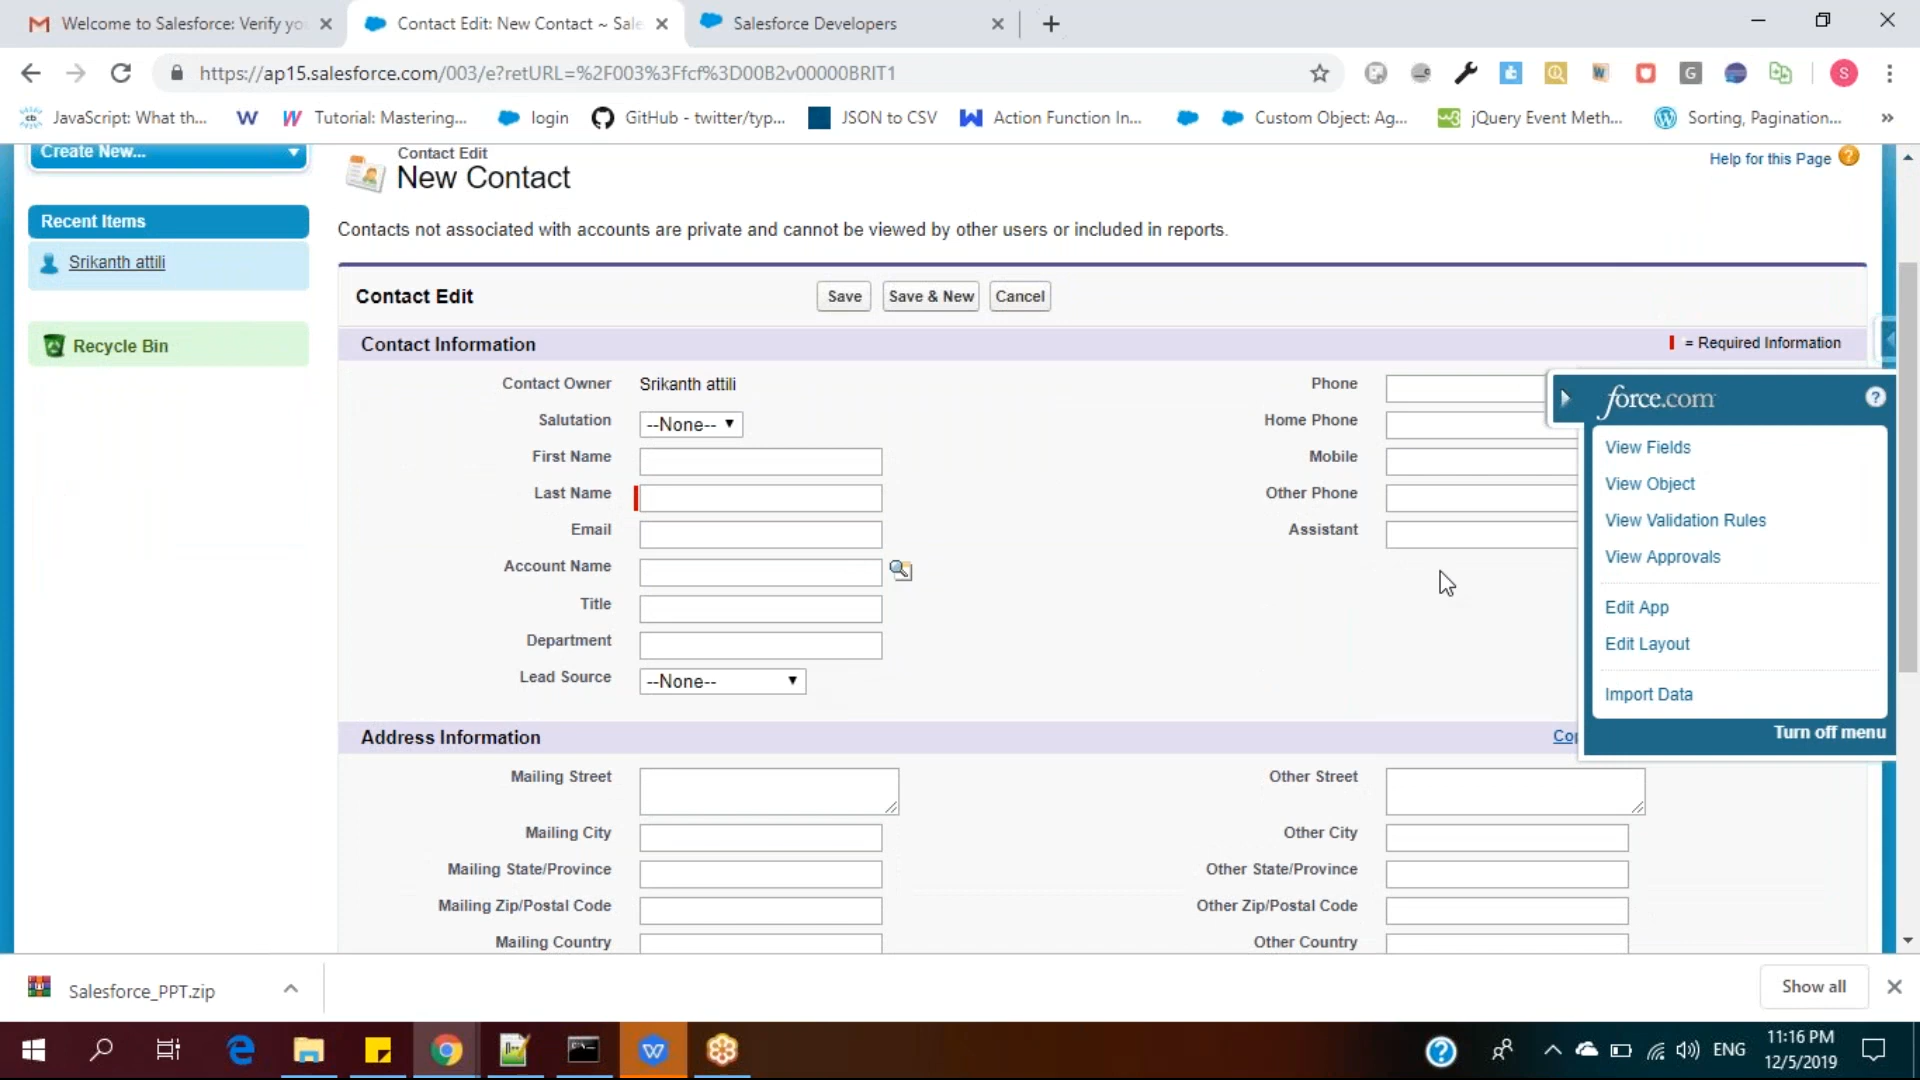 Welcome to Salesforce: Verify yo
Contact Edit: New Contact ~ Sale
Salesforce Developers
https://ap15.salesforce.com/003/e?retURL=%2F003%3Ffcf%3D00B2v00000BRIT1
G
S
JavaScript: What th...
Tutorial: Mastering...
login
GitHub - twitter/typ...
JSON to CSV
Action Function In...
Custom Object: Ag...
jQuery Event Meth...
Sorting, Pagination...
»
Create New...
Contact Edit
New Contact
Help for this Page
Recent Items
Srikanth attili
Recycle Bin
Contacts not associated with accounts are private and cannot be viewed by other users or included in reports.
Contact Edit
Save
Save & New
Cancel
Contact Information
= Required Information
Contact Owner
Srikanth attili
Salutation
--None--
First Name
Last Name
Email
Account Name
Title
Department
Lead Source
--None--
Phone
Home Phone
Mobile
Other Phone
Assistant
force.com
View Fields
View Object
View Validation Rules
View Approvals
Edit App
Edit Layout
Import Data
Turn off menu
Address Information
Cop
Mailing Street
Mailing City
Mailing State/Province
Mailing Zip/Postal Code
Mailing Country
Other Street
Other City
Other State/Province
Other Zip/Postal Code
Other Country
Salesforce_PPT.zip
Show all
ENG
11:16 PM
12/5/2019